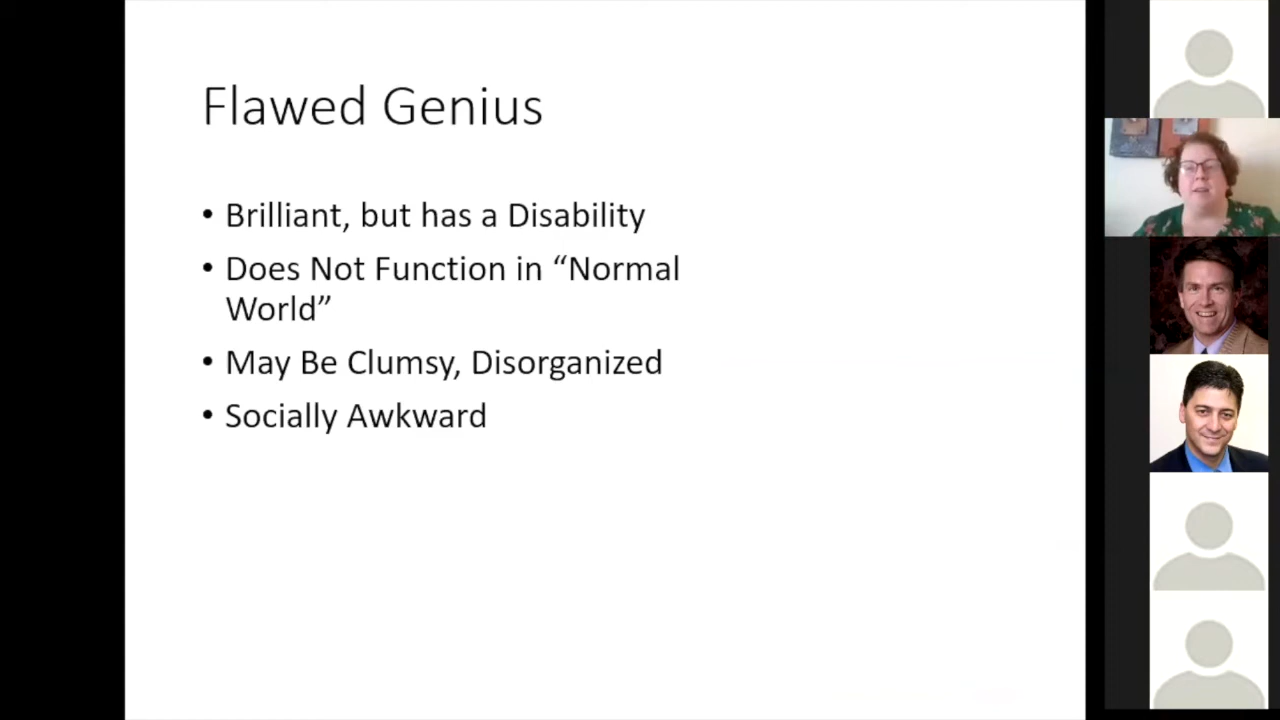 Flawed Genius
• Brilliant, but has a Disability
• Does Not Function in “Normal
World”
• May Be Clumsy, Disorganized
• Socially Awkward